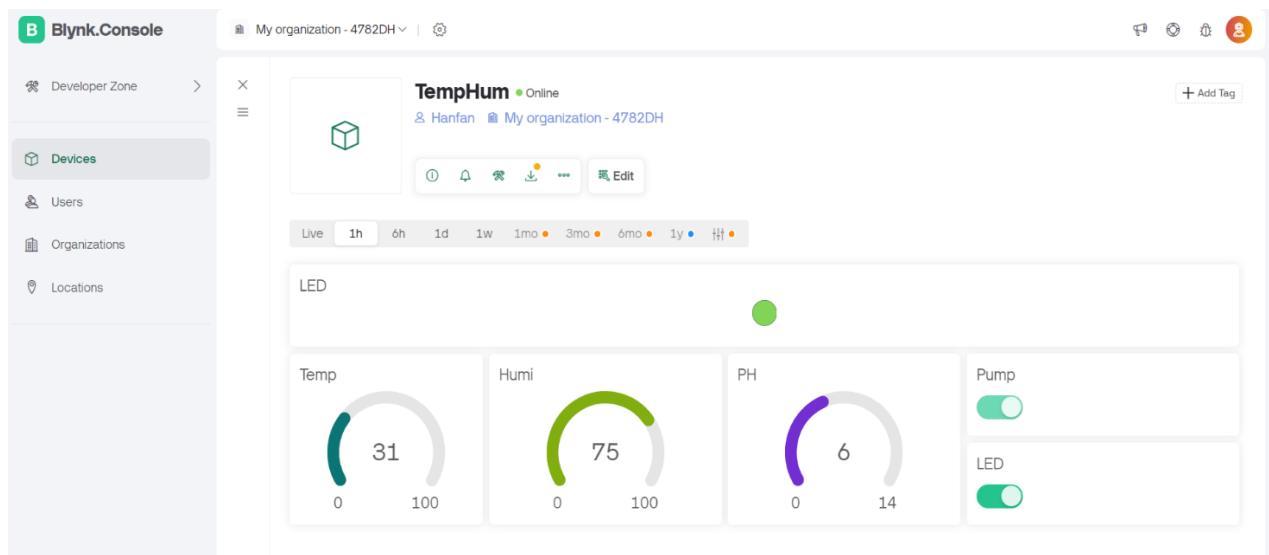 B Blynk.Console
My organization - 4782DH
Developer Zone
Devices
Users
Organizations
Locations
TempHum Online
Hanfan My organization - 4782DH
Add Tag
Edit
Live 1h 6h 1d 1w 1mo 3mo 6mo 1y
LED
Temp
31
0 100
Humi
75
0 100
PH
6
0 14
Pump
LED